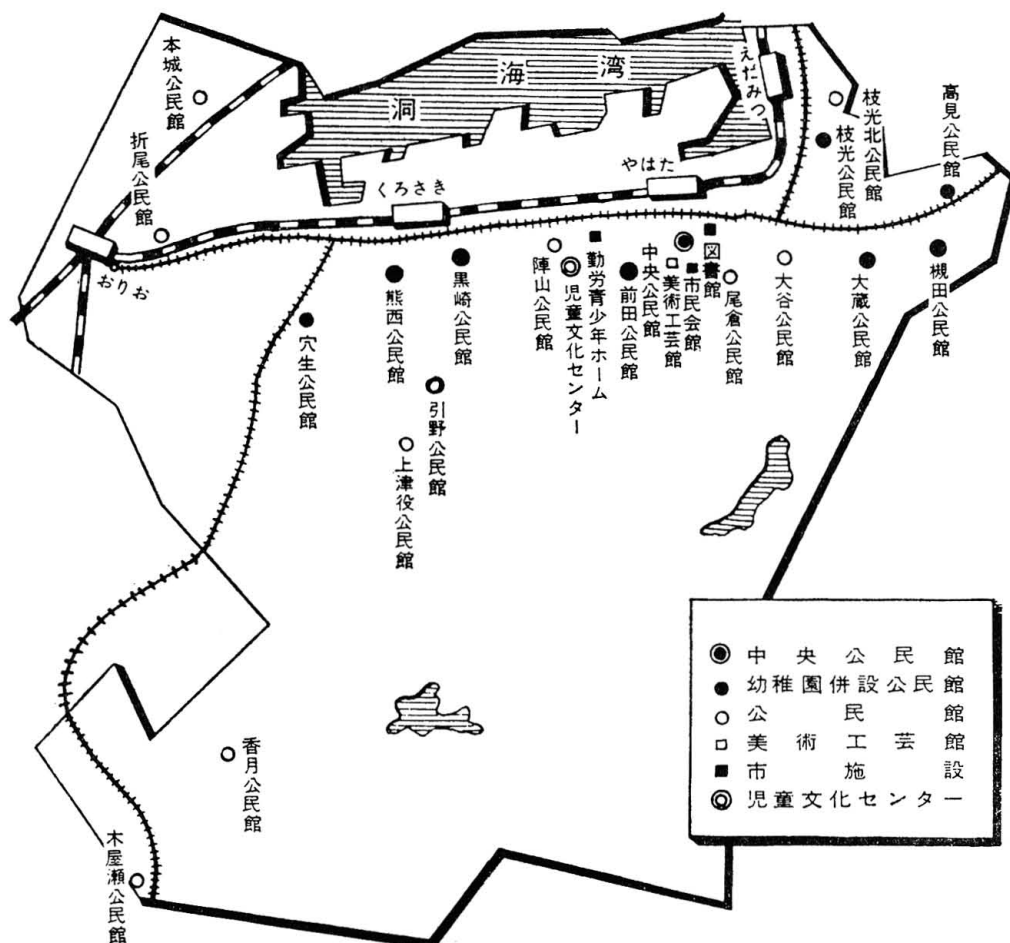 洞海湾
えだみつ
やはた
くろさき
おりお
本城公民館
折尾公民館
枝光北公民館
枝光公民館
高見公民館
槻田公民館
大蔵公民館
大谷公民館
尾倉公民館
図書館
市民会館
美術工芸館
中央公民館
前田公民館
勤労青少年ホーム
児童文化センター
陣山公民館
黒崎公民館
熊西公民館
穴生公民館
引野公民館
上津役公民館
香月公民館
木屋瀬公民館
中央公民館
幼稚園併設公民館
公民館
美術工芸館
市施設
児童文化センター